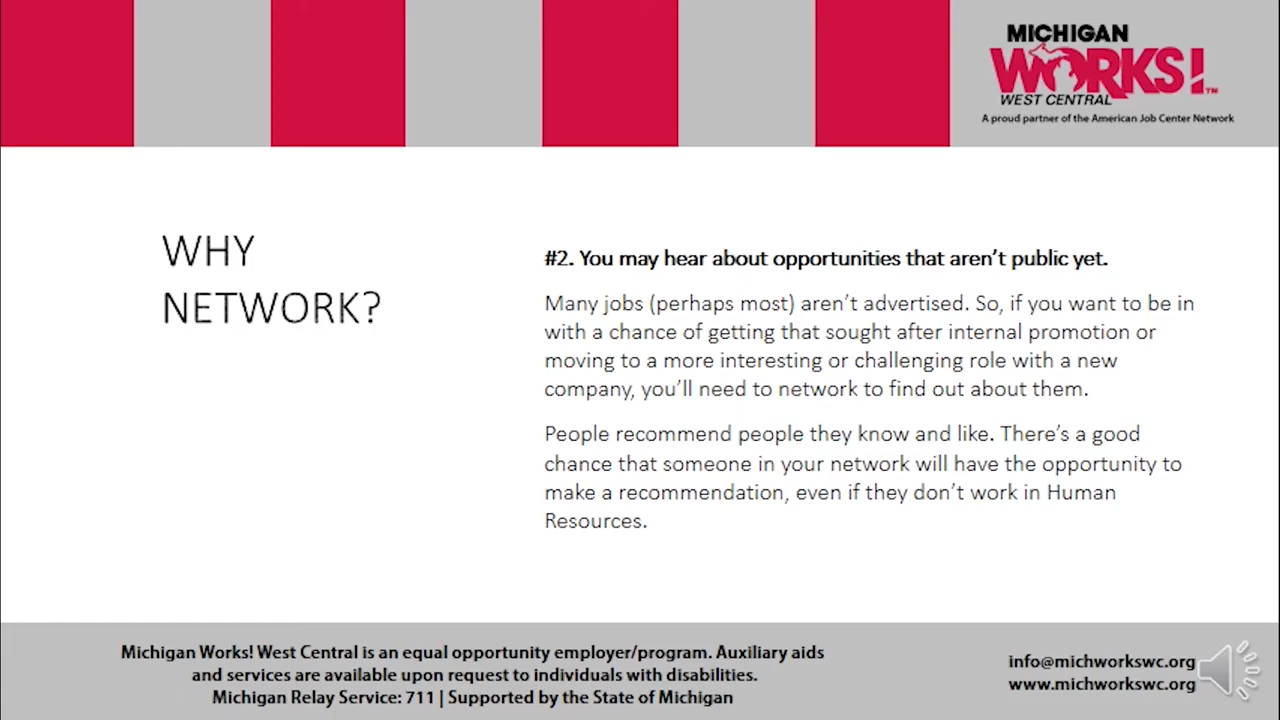 MICHIGAN
WORKS!™
WEST CENTRAL
A proud partner of the American Job Center Network
WHY
NETWORK?
#2. You may hear about opportunities that aren’t public yet.
Many jobs (perhaps most) aren’t advertised. So, if you want to be in
with a chance of getting that sought after internal promotion or
moving to a more interesting or challenging role with a new
company, you’ll need to network to find out about them.
People recommend people they know and like. There’s a good
chance that someone in your network will have the opportunity to
make a recommendation, even if they don’t work in Human
Resources.
Michigan Works! West Central is an equal opportunity employer/program. Auxiliary aids
and services are available upon request to individuals with disabilities.
Michigan Relay Service: 711 | Supported by the State of Michigan
info@michworkswc.org
www.michworkswc.org